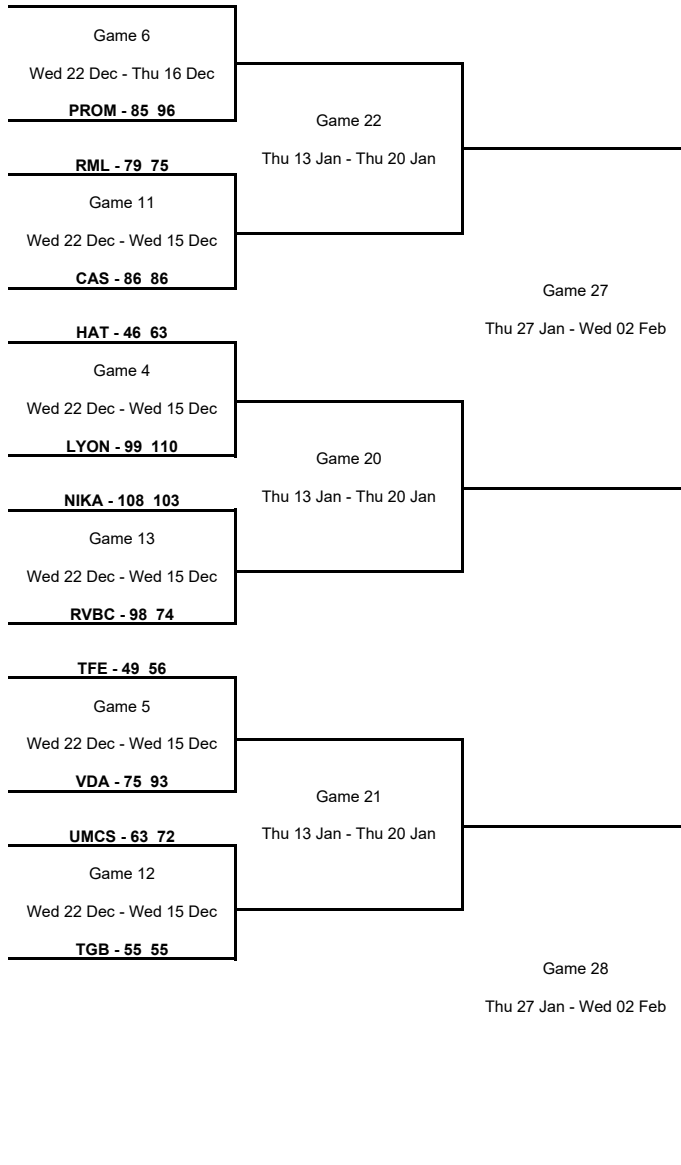 Game 6
Wed 22 Dec - Thu 16 Dec
PROM - 85 96
Game 22
Thu 13 Jan - Thu 20 Jan
RML - 79 75
Game 11
Wed 22 Dec - Wed 15 Dec
CAS - 86 86
Game 27
Thu 27 Jan - Wed 02 Feb
HAT - 46 63
Game 4
Wed 22 Dec - Wed 15 Dec
LYON - 99 110
Game 20
Thu 13 Jan - Thu 20 Jan
NIKA - 108 103
Game 13
Wed 22 Dec - Wed 15 Dec
RVBC - 98 74
TFE - 49 56
Game 5
Wed 22 Dec - Wed 15 Dec
VDA - 75 93
Game 21
Thu 13 Jan - Thu 20 Jan
UMCS - 63 72
Game 12
Wed 22 Dec - Wed 15 Dec
TGB - 55 55
Game 28
Thu 27 Jan - Wed 02 Feb